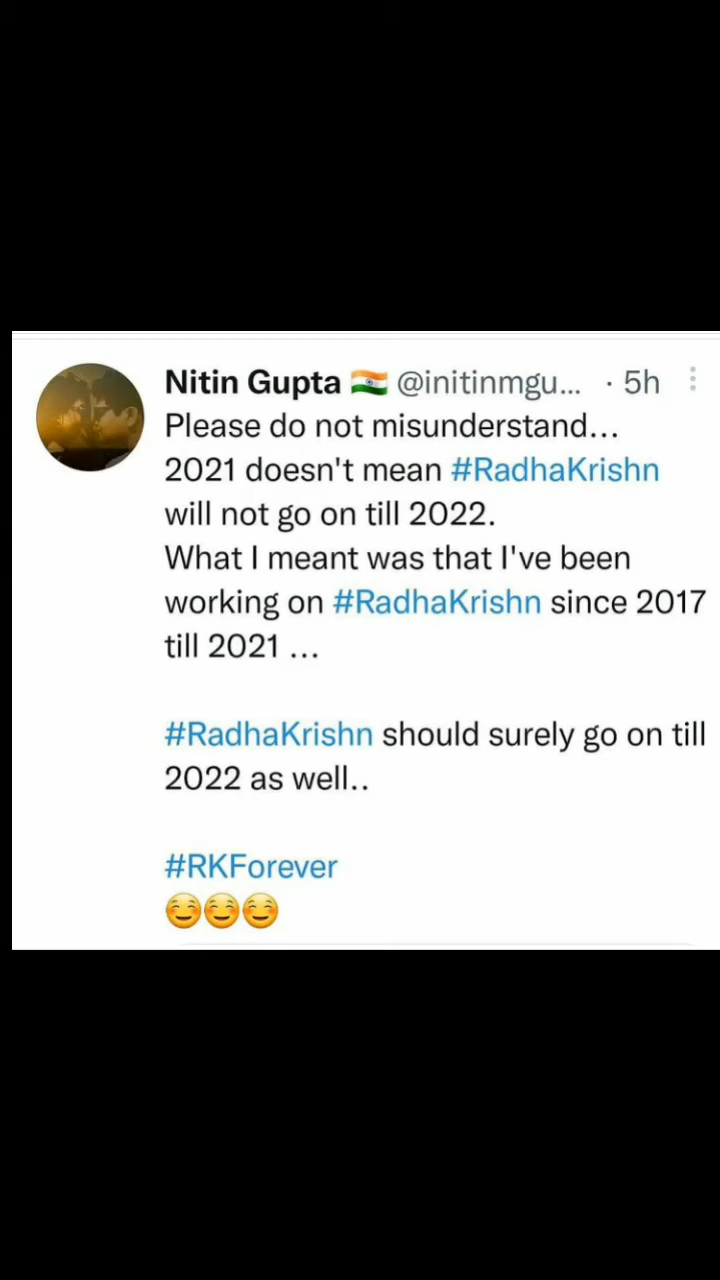 Nitin Gupta 🇮🇳 @initinmgu... · 5h
Please do not misunderstand...
2021 doesn't mean #RadhaKrishn
will not go on till 2022.
What I meant was that I've been
working on #RadhaKrishn since 2017
till 2021 ...
#RadhaKrishn should surely go on till
2022 as well..
#RKForever
☺️☺️☺️